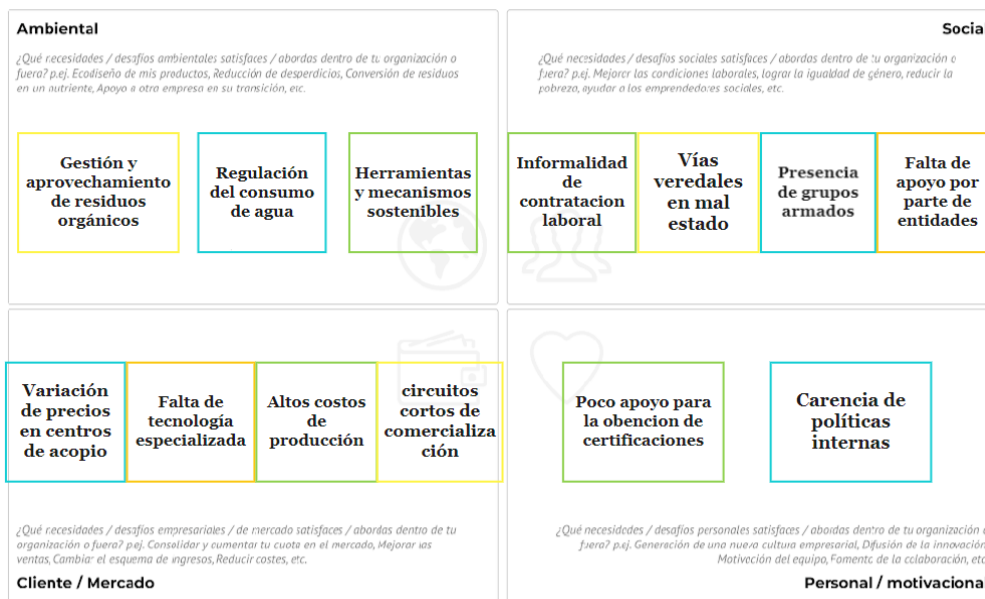 Ambiental
¿Qué necesidades / desafíos ambientales satisfaces / abordas dentro de tu organización o
fuera? p.ej. Ecodiseño de mis productos, Reducción de desperdicios, Conversión de residuos
en un nutriente, Apoyo a otra empresa en su transición, etc.
Gestión y
aprovechamiento
de residuos
orgánicos
Regulación
del consumo
de agua
Herramientas
y mecanismos
sostenibles
Social
¿Qué necesidades / desafíos sociales satisfaces / abordas dentro de tu organización o
fuera? p.ej. Mejorar las condiciones laborales, lograr la igualdad de género, reducir la
pobreza, ayudar a los emprendedores sociales, etc.
Informalidad
de
contratacion
laboral
Vías
veredales
en mal
estado
Presencia
de grupos
armados
Falta de
apoyo por
parte de
entidades
Variación
de precios
en centros
de acopio
Falta de
tecnología
especializada
Altos costos
de
producción
circuitos
cortos de
comercializa
ción
¿Qué necesidades / desafíos empresariales / de mercado satisfaces / abordas dentro de tu
organización o fuera? p.ej. Consolidar y aumentar tu cuota en el mercado, Mejorar las
ventas, Cambiar el esquema de ingresos, Reducir costes, etc.
Cliente / Mercado
Poco apoyo para
la obencion de
certificaciones
Carencia de
políticas
internas
¿Qué necesidades / desafíos personales satisfaces / abordas dentro de tu organización o
fuera? p.ej. Generación de una nueva cultura empresarial, Difusión de la innovación,
Motivación del equipo, Fomento de la colaboración, etc.
Personal / motivacional